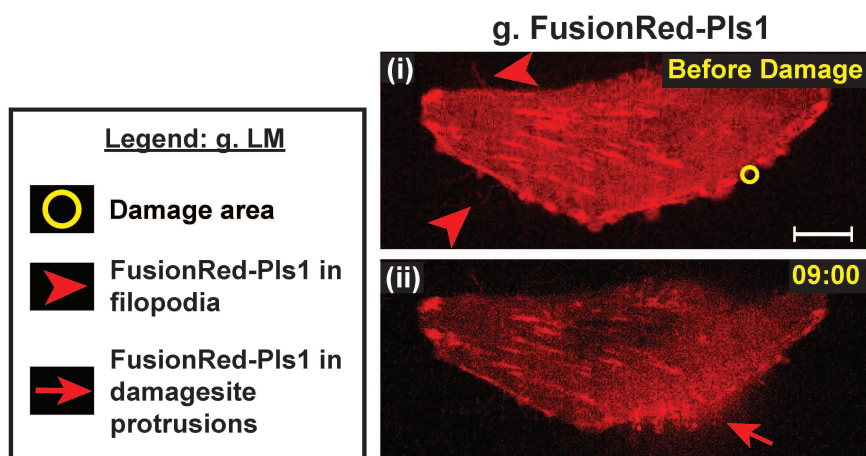 g. FusionRed-Pls1
(i)
Before Damage
Legend: g. LM
Damage area
FusionRed-Pls1 in
filopodia
FusionRed-Pls1 in
damagesite
protrusions
(ii)
09:00